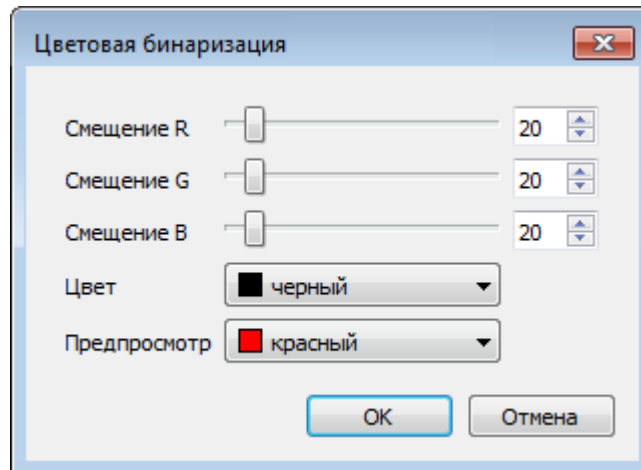 Цветовая бинаризация
Смещение R 20
Смещение G 20
Смещение B 20
Цвет черный
Предпросмотр красный
OK Отмена